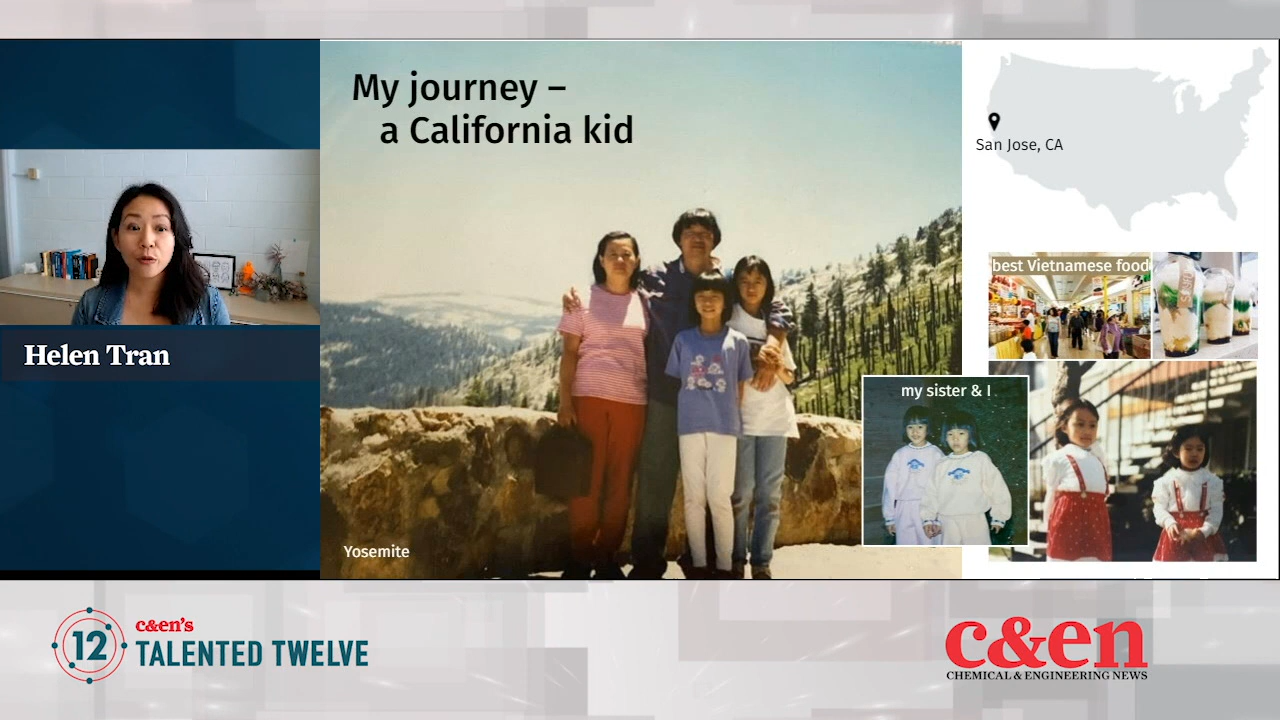 My journey –
a California kid
San Jose, CA
best Vietnamese food
my sister & I
Yosemite
Helen Tran
12
c&en's
TALENTED TWELVE
c&en
CHEMICAL & ENGINEERING NEWS